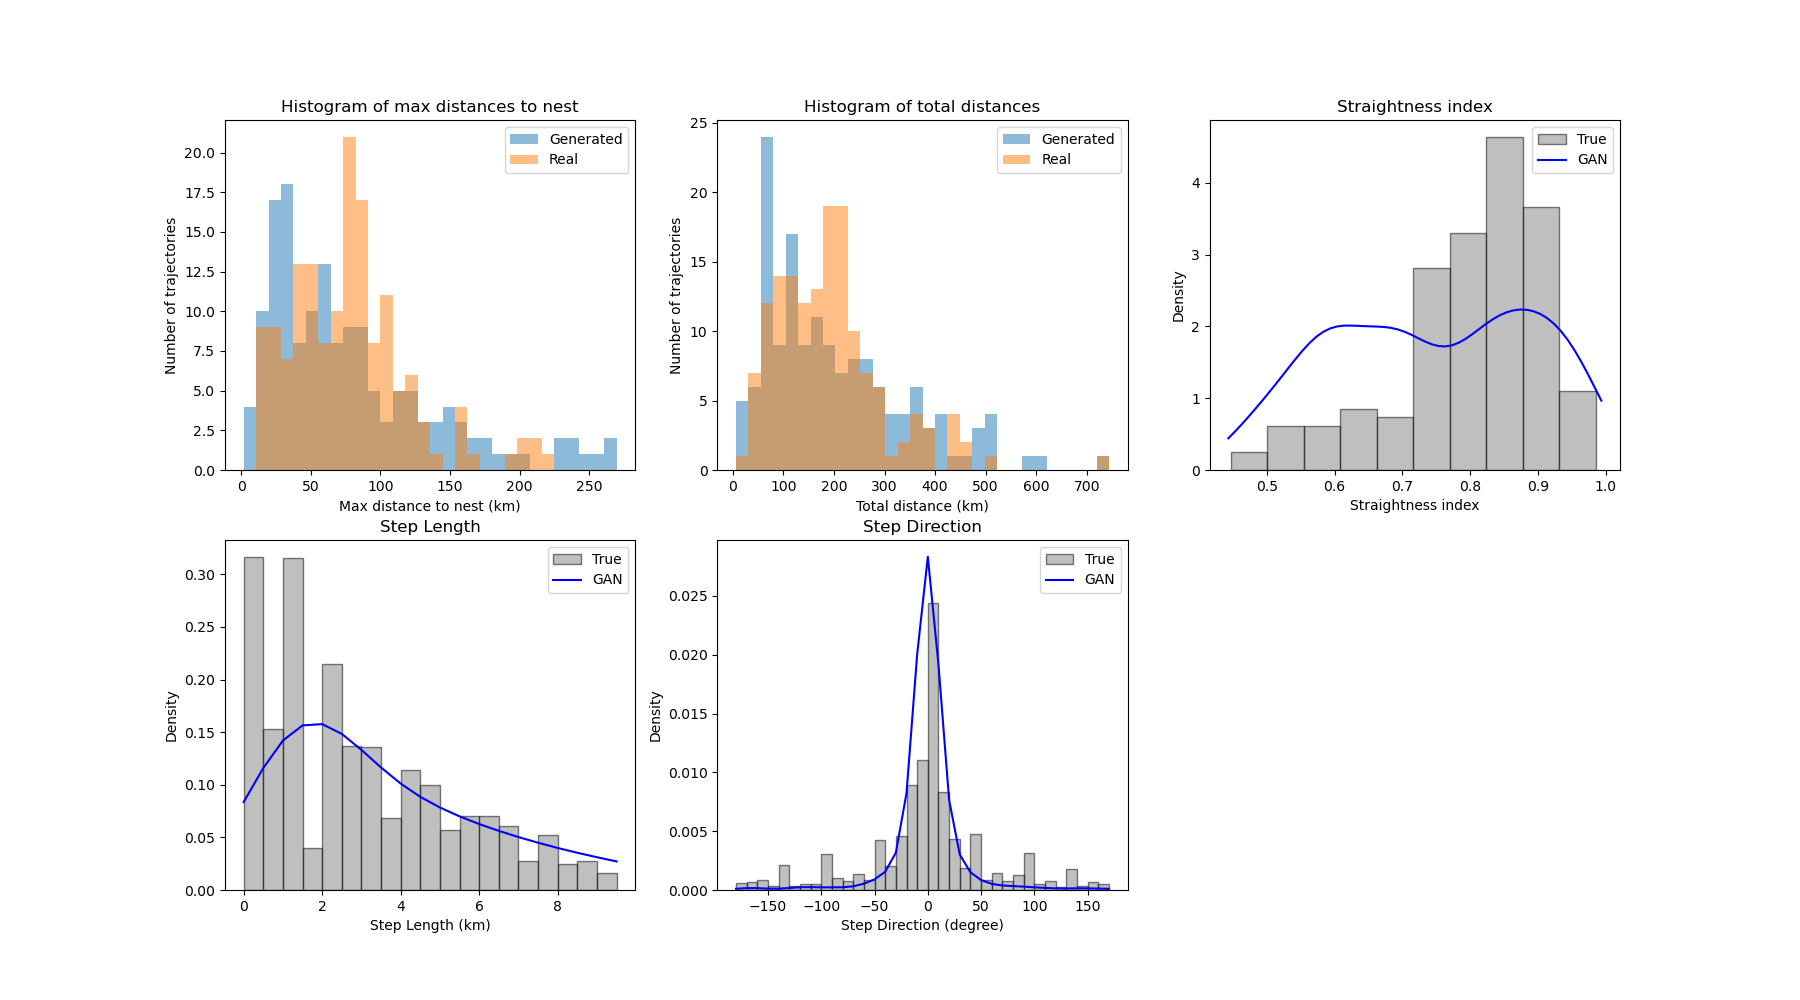 Histogram of max distances to nest
Generated
Real
20.0
17.5
15.0
12.5
10.0
7.5
5.0
2.5
0.0
Number of trajectories
0 50 100 150 200 250
Max distance to nest (km)
Histogram of total distances
Generated
Real
25
20
15
10
5
0
Number of trajectories
0 100 200 300 400 500 600 700
Total distance (km)
Straightness index
True
GAN
4
3
2
1
0
Density
0.5 0.6 0.7 0.8 0.9 1.0
Straightness index
Step Length
True
GAN
0.30
0.25
0.20
0.15
0.10
0.05
0.00
Density
0 2 4 6 8
Step Length (km)
Step Direction
True
GAN
0.025
0.020
0.015
0.010
0.005
0.000
Density
−150 −100 −50 0 50 100 150
Step Direction (degree)